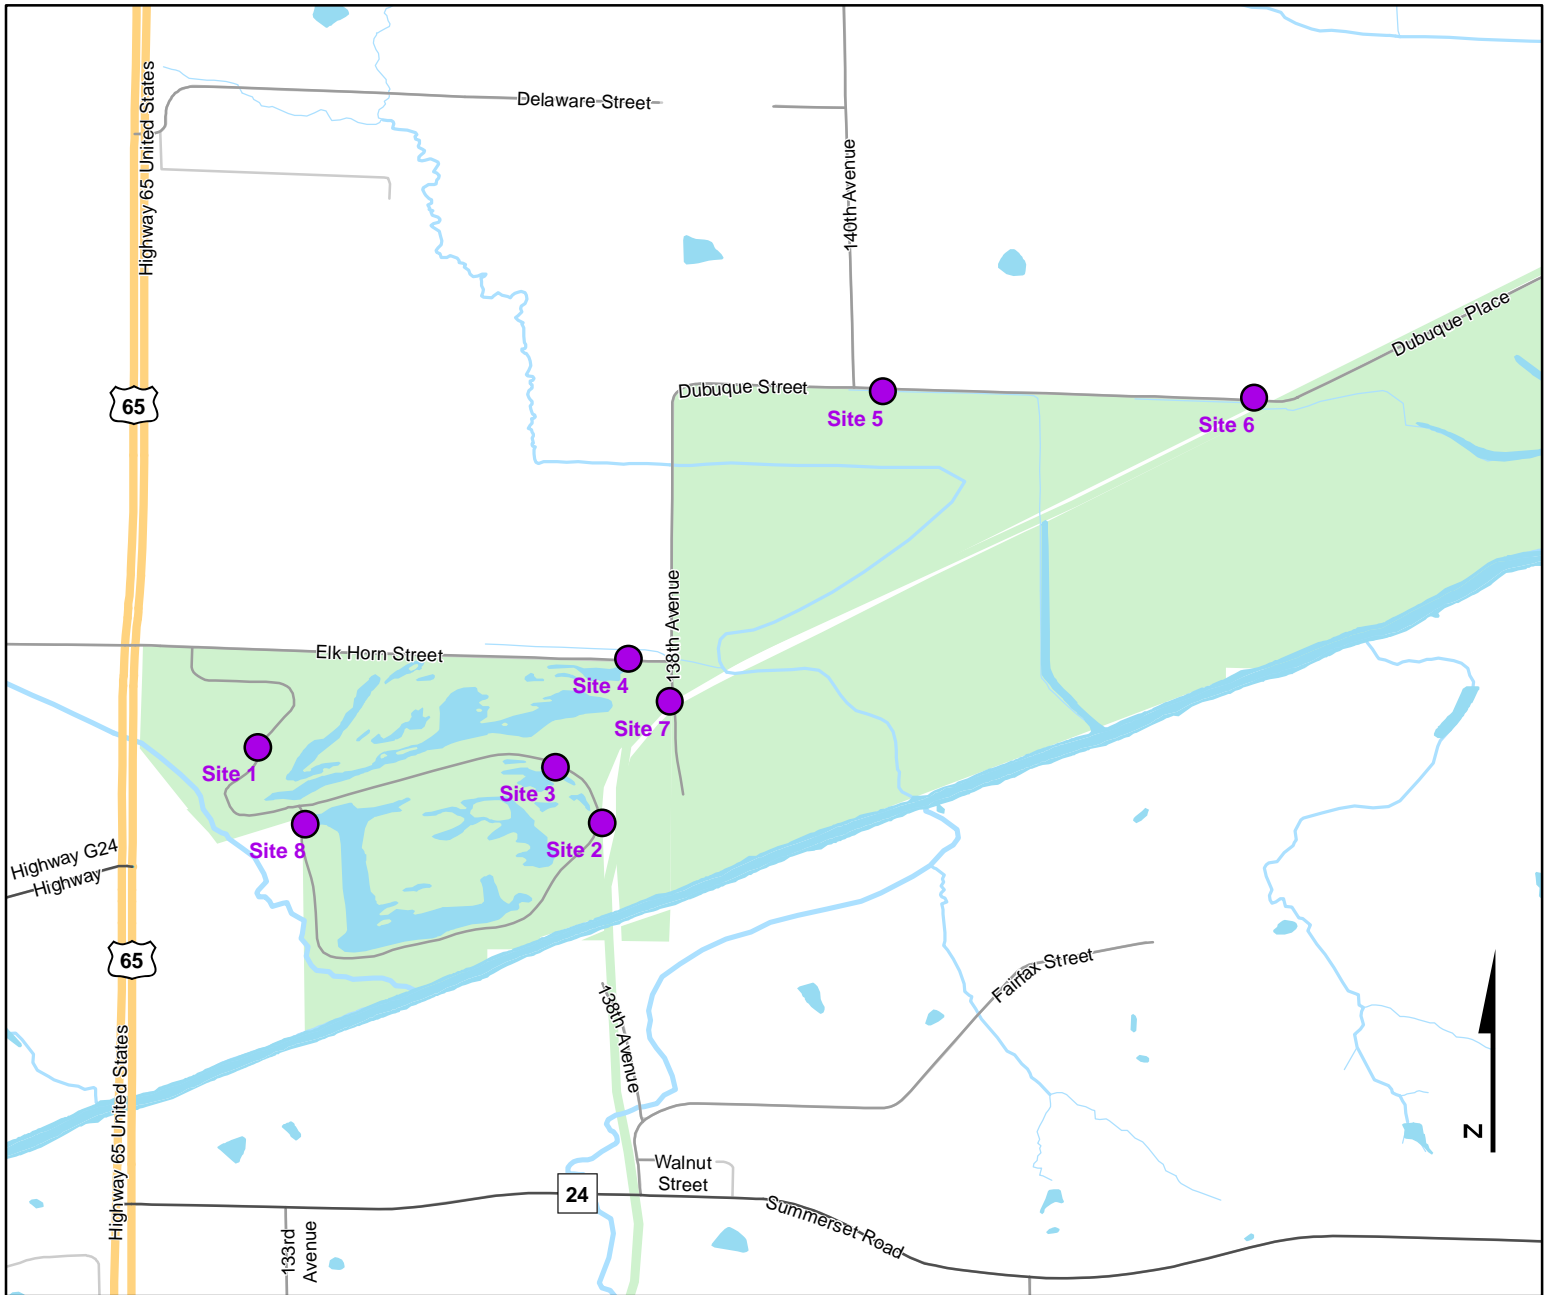 Delaware Street
Highway 65 United States
140th Avenue
Dubuque Place
Dubuque Street
65
Site 5
Site 6
138th Avenue
Elk Horn Street
Site 4
Site 7
Site 1
Site 3
Site 8
Site 2
Highway G24
Highway
65
138th Avenue
Fairfax Street
Highway 65 United States
Z
Walnut
Street
24
Summerset Road
133rd
Avenue